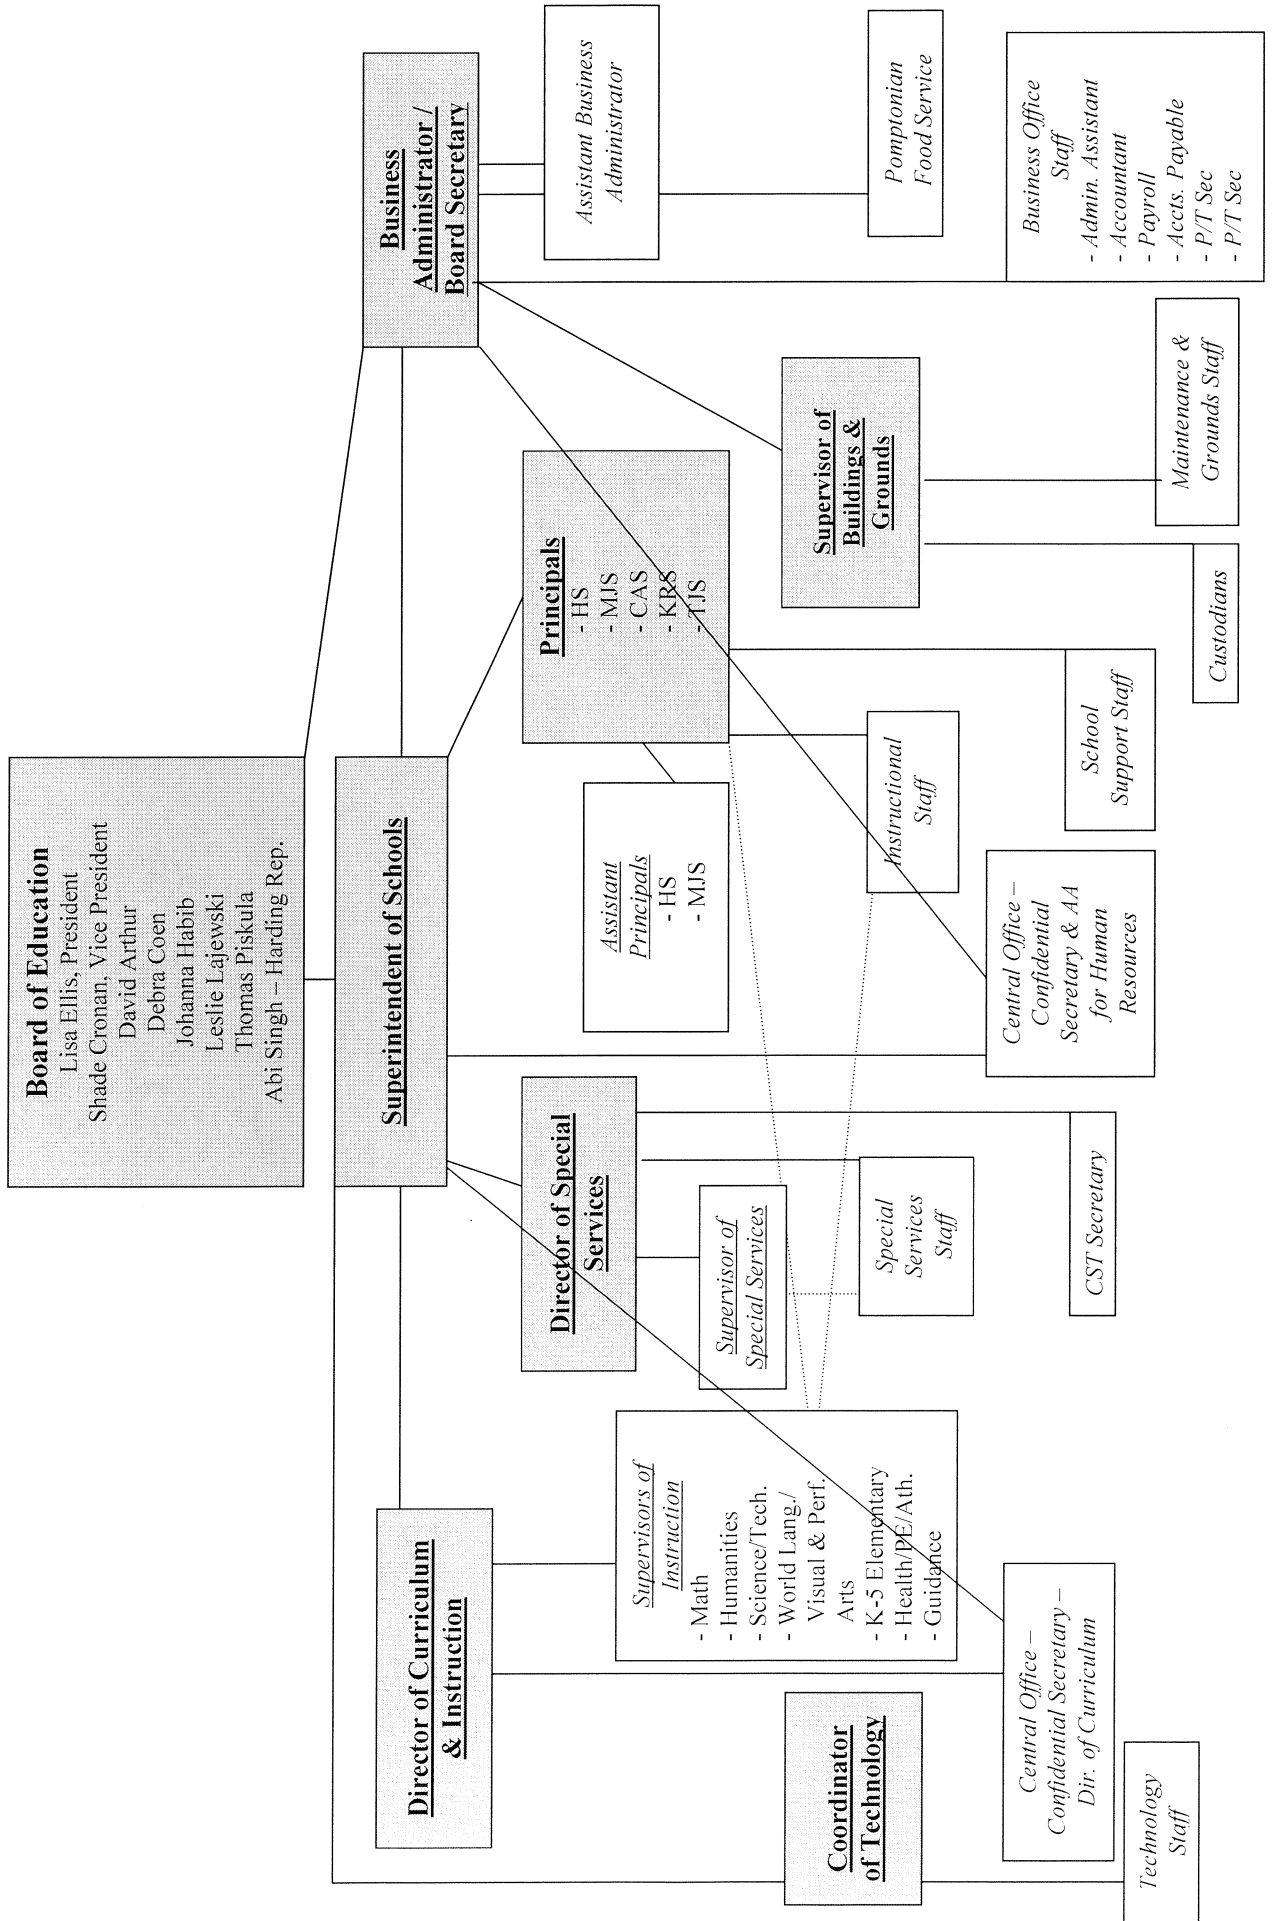 Board of Education
Lisa Ellis, President
Shade Cronan, Vice President
David Arthur
Debra Coen
Johanna Habib
Leslie Lajewski
Thomas Piskula
Abi Singh – Harding Rep.
Superintendent of Schools
Business
Administrator /
Board Secretary
Director of Curriculum
& Instruction
Director of Special
Services
Principals
- HS
- MJS
- CAS
- KRS
- TJS
Assistant Business
Administrator
Assistant
Principals
- HS
- MJS
Supervisors of
Instruction
- Math
- Humanities
- Science/Tech.
- World Lang./
Visual & Perf.
Arts
- K-5 Elementary
- Health/PE/Ath.
- Guidance
Supervisor of
Special Services
Coordinator
of Technology
Supervisor of
Buildings &
Grounds
Pomptonian
Food Service
Special
Services
Staff
Instructional
Staff
Central Office –
Confidential Secretary –
Dir. of Curriculum
Central Office –
Confidential
Secretary & AA
for Human
Resources
Business Office
Staff
- Admin. Assistant
- Accountant
- Payroll
- Accts. Payable
- P/T Sec
- P/T Sec
CST Secretary
School
Support Staff
Technology
Staff
Custodians
Maintenance &
Grounds Staff